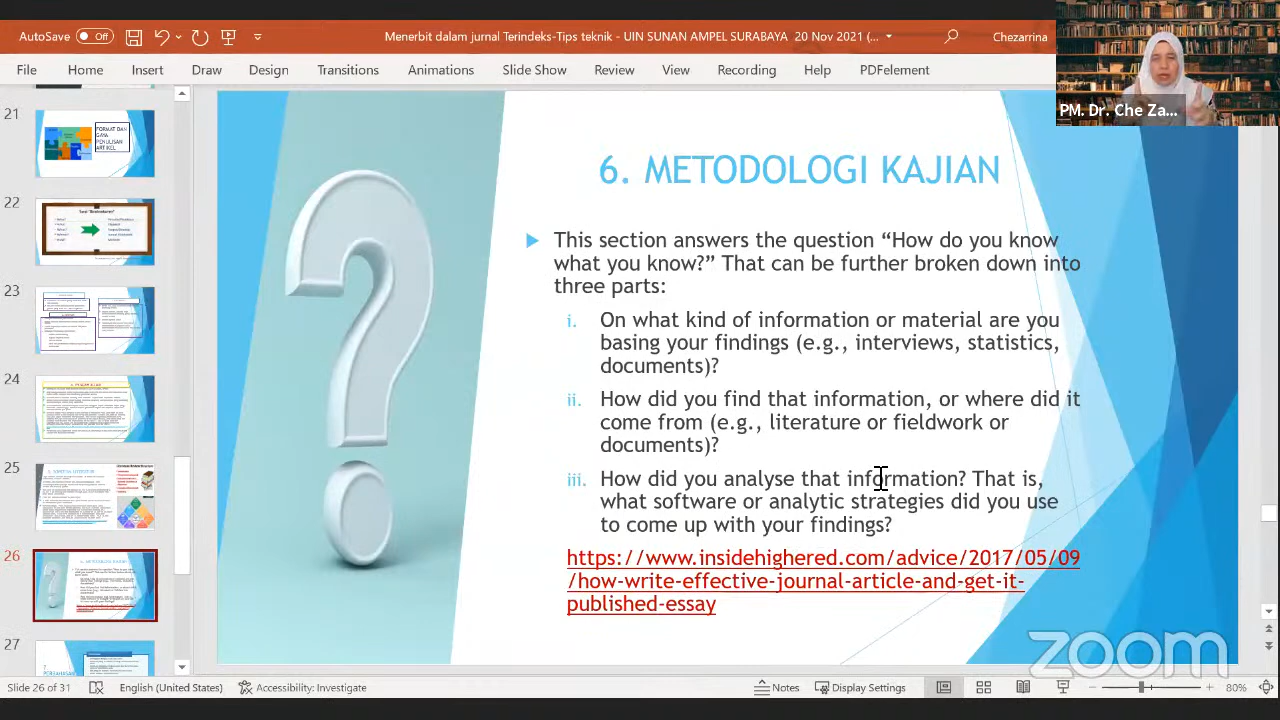 AutoSave Off
Menerbit dalam jurnal Terindeks-Tips teknik - UIN SUNAN AMPEL SURABAYA 20 Nov 2021 (...
Chezarrina
File Home Insert Draw Design Slide Show Transitions Animations Review View Recording Help PDFelement
PM. Dr. Che Za...
21
FORMAT DAN
GAYA
PENULISAN
ARTIKEL
22
23
24
25
26
27
6. METODOLOGI KAJIAN
This section answers the question “How do you know
what you know?” That can be further broken down into
three parts:
i. On what kind of information or material are you
basing your findings (e.g., interviews, statistics,
documents)?
ii. How did you find that information, or where did it
come from (e.g., literature or fieldwork or
documents)?
iii. How did you analyse that information? That is,
what software or analytic strategies did you use
to come up with your findings?
https://www.insidehighered.com/advice/2017/05/09
/how-write-effective-journal-article-and-get-it-
published-essay
zoom
Slide 26 of 31 English (United States) Accessibility: Investigate Notes Display Settings 80%